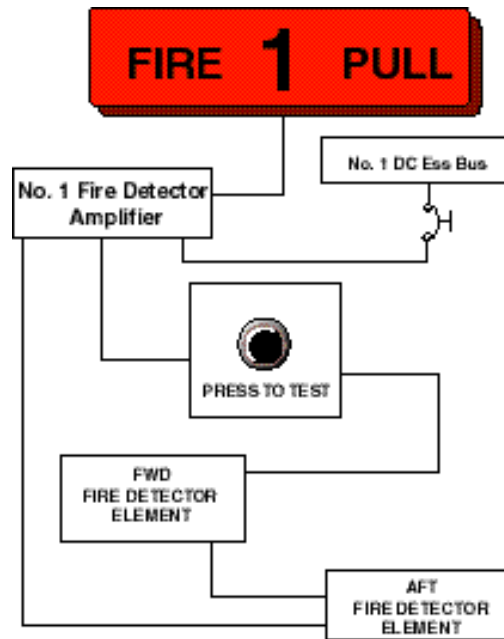 FIRE 1 PULL
No. 1 DC Ess Bus
No. 1 Fire Detector
Amplifier
PRESS TO TEST
FWD
FIRE DETECTOR
ELEMENT
AFT
FIRE DETECTOR
ELEMENT